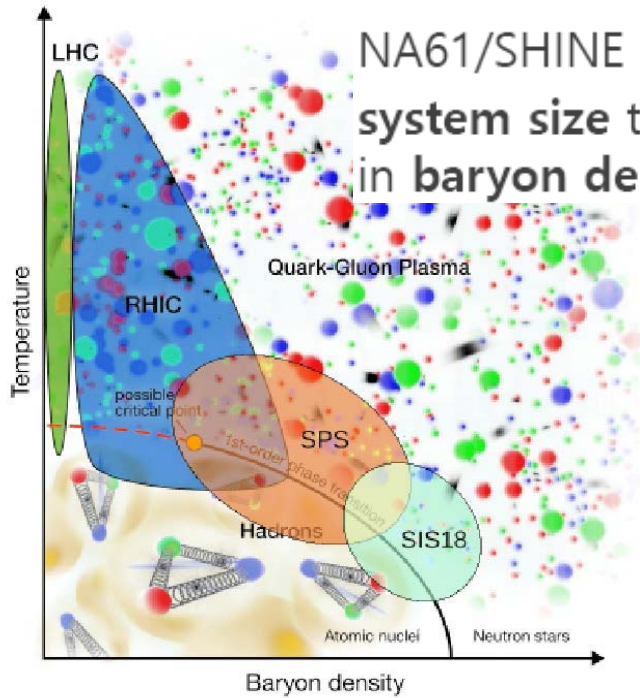 LHC
NA61/SHINE
system size t
in baryon de
Quark-Gluon Plasma
RHIC
Temperature
possible
critical point
SPS
1st-order phase transition
Hadrons
SIS18
Atomic nuclei
Neutron stars
Baryon density